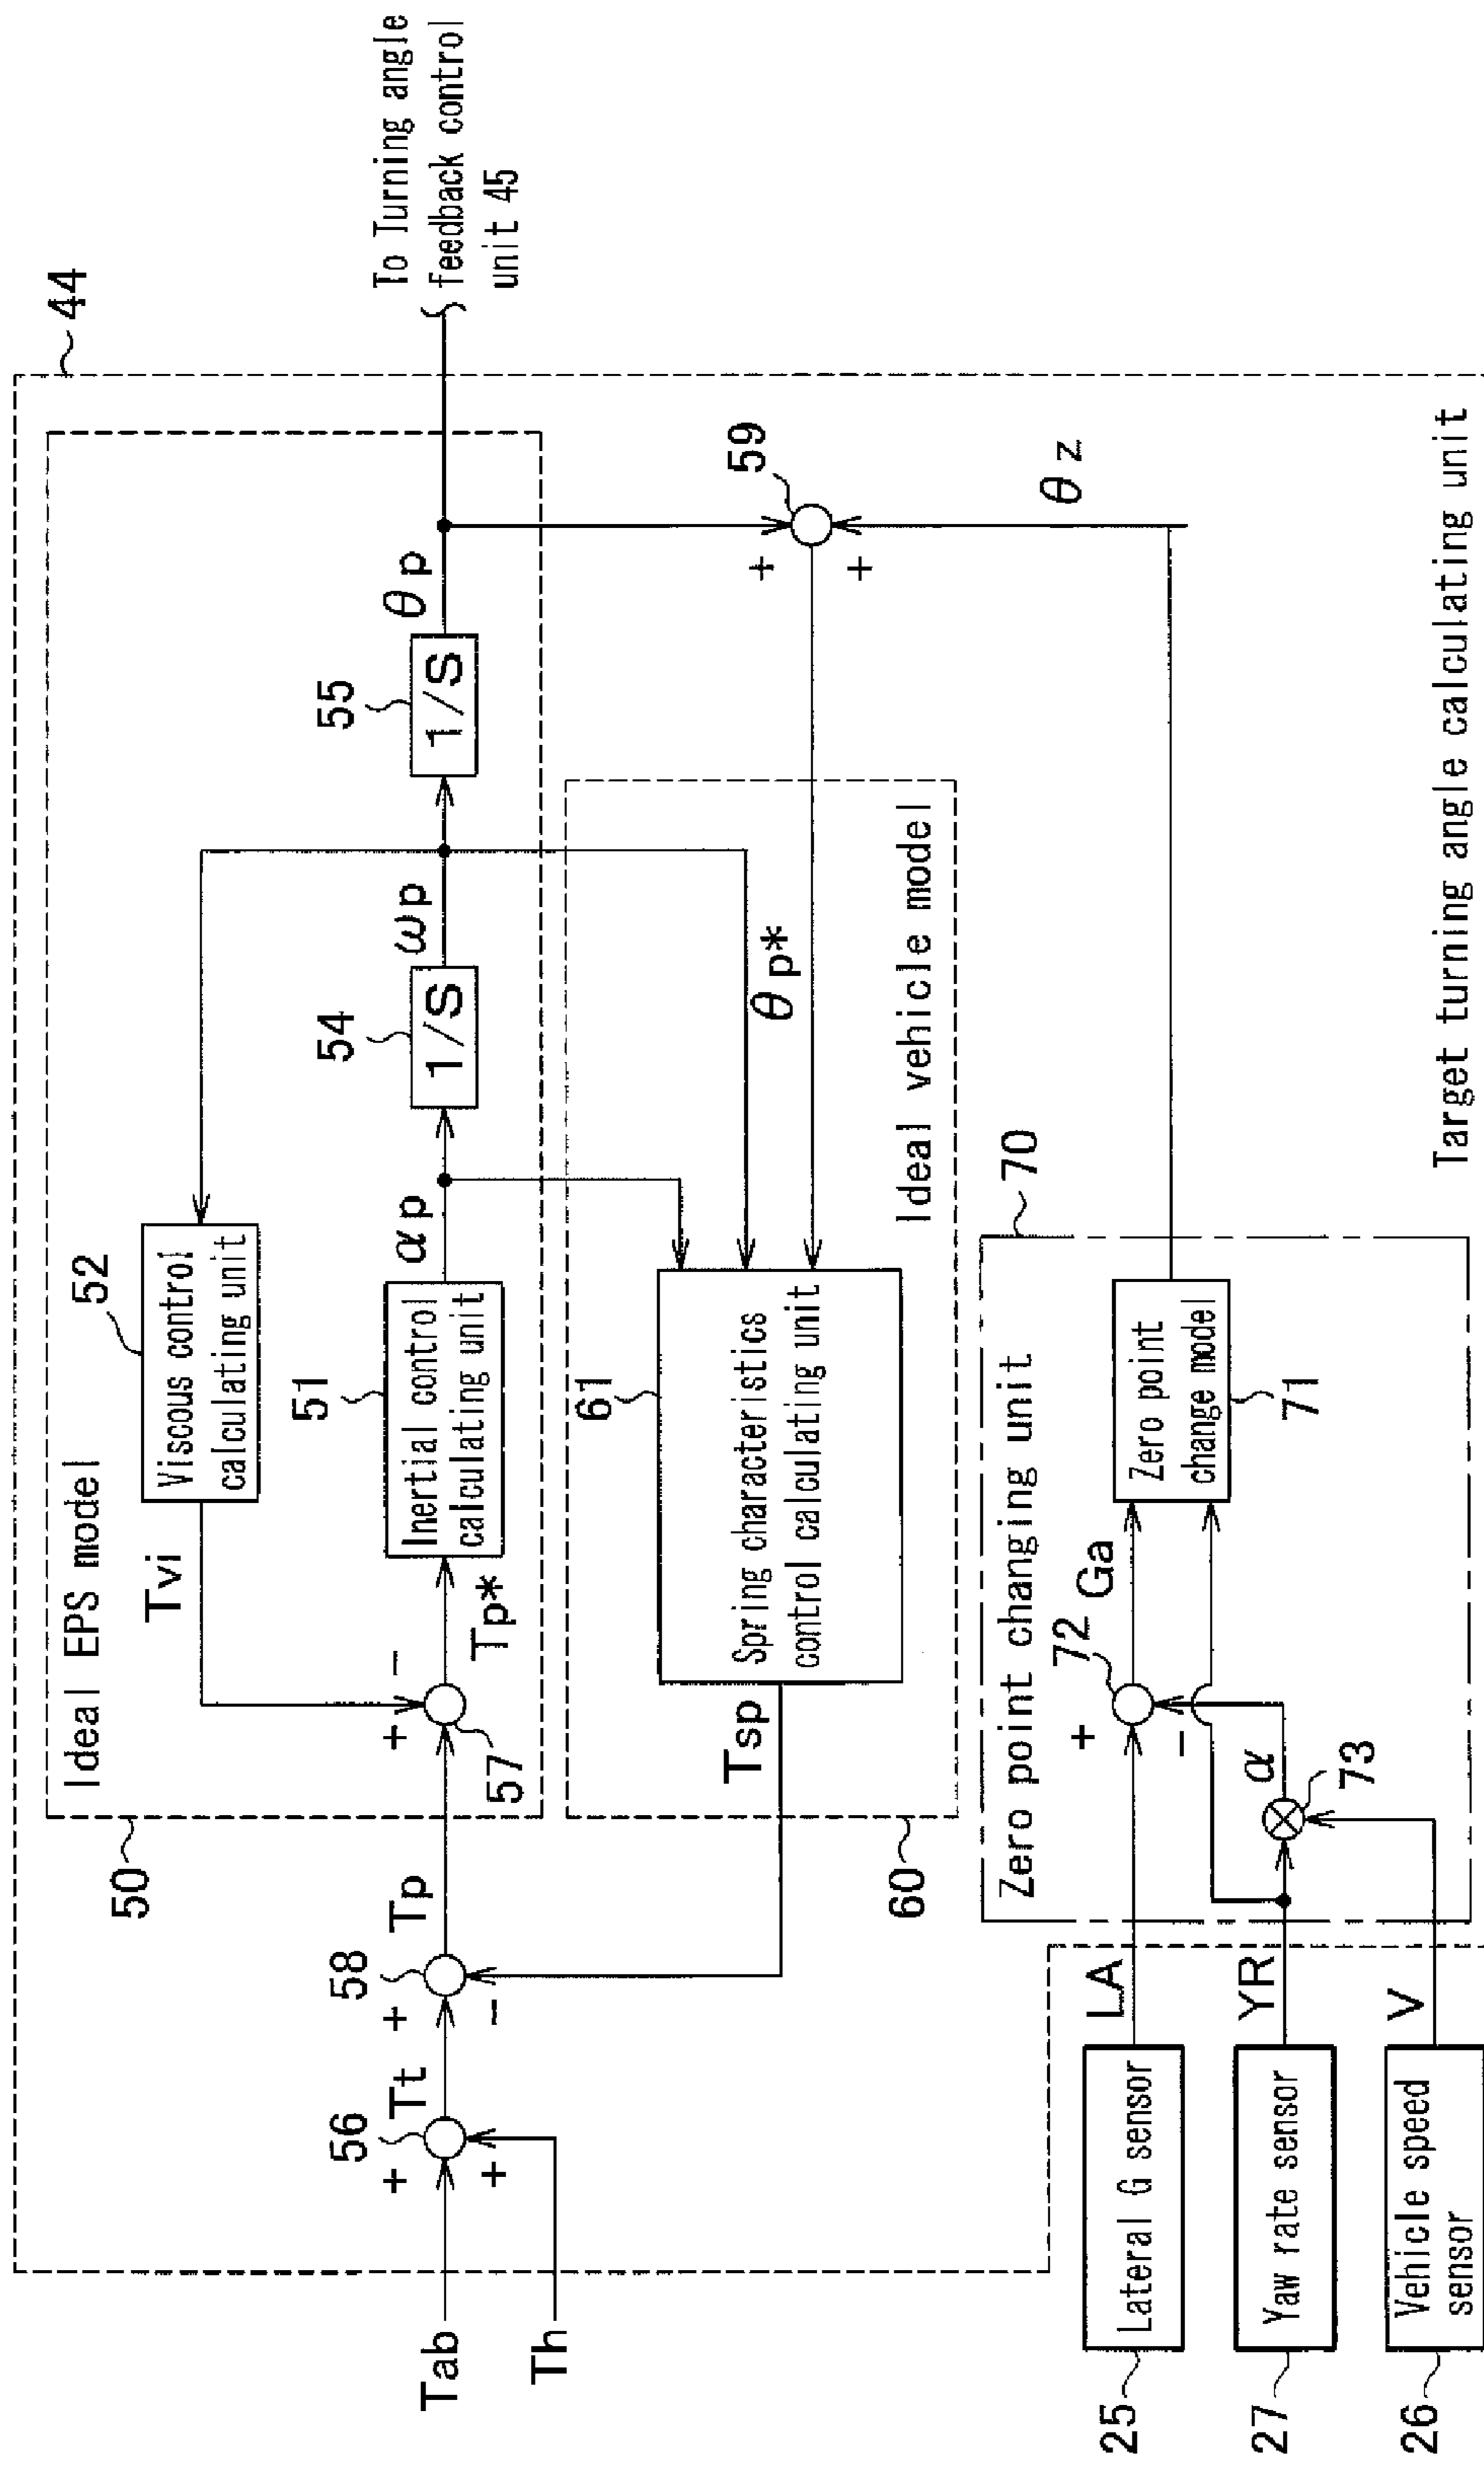 44
50
Ideal EPS model
52
Viscous control
calculating unit
Tvi
Tab
+
56
Tt
+
58
Tp
+
-
57
Tp*
51
Inertial control
calculating unit
αp
54
1/S
ωp
55
1/S
θp
To Turning angle
feedback control
unit 45
Th
+
-
60
Tsp
61
Spring characteristics
control calculating unit
θp*
Ideal vehicle model
59
+
+
θz
70
Zero point changing unit
25
Lateral G sensor
LA
+
-
72
Ga
Zero point
change model
71
27
Yaw rate sensor
YR
α
73
26
Vehicle speed
sensor
V
Target turning angle calculating unit